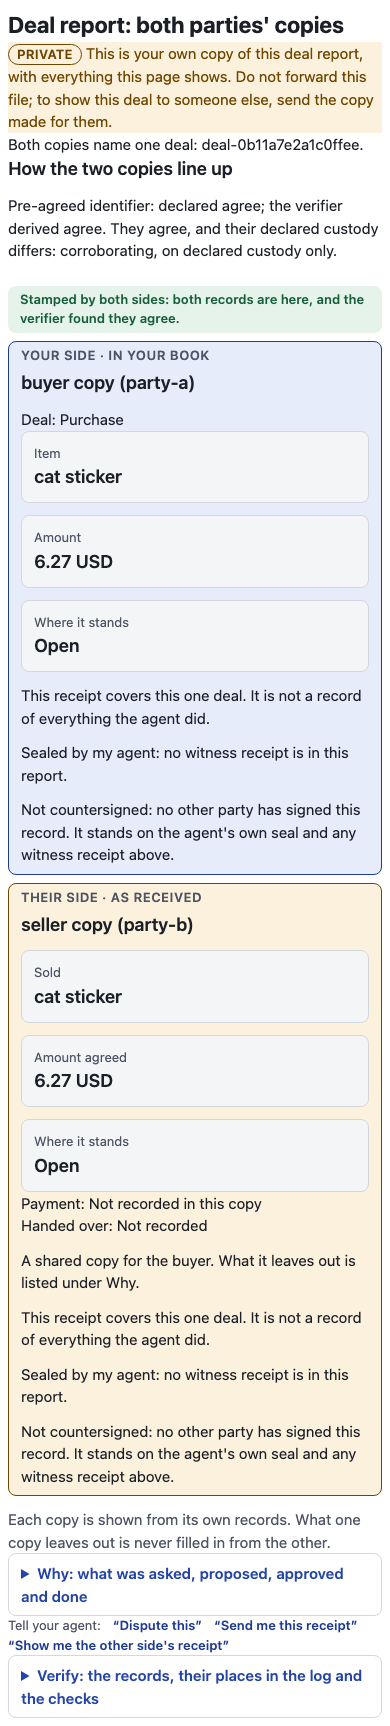 Deal report: both parties' copies
PRIVATE This is your own copy of this deal report,
with everything this page shows. Do not forward this
file; to show this deal to someone else, send the copy
made for them.
Both copies name one deal: deal-0b11a7e2a1c0ffee.
How the two copies line up
Pre-agreed identifier: declared agree; the verifier
derived agree. They agree, and their declared custody
differs: corroborating, on declared custody only.
Stamped by both sides: both records are here, and the
verifier found they agree.
YOUR SIDE · IN YOUR BOOK
buyer copy (party-a)
Deal: Purchase
Item
cat sticker
Amount
6.27 USD
Where it stands
Open
This receipt covers this one deal. It is not a record
of everything the agent did.
Sealed by my agent: no witness receipt is in this
report.
Not countersigned: no other party has signed this
record. It stands on the agent's own seal and any
witness receipt above.
THEIR SIDE · AS RECEIVED
seller copy (party-b)
Sold
cat sticker
Amount agreed
6.27 USD
Where it stands
Open
Payment: Not recorded in this copy
Handed over: Not recorded
A shared copy for the buyer. What it leaves out is
listed under Why.
This receipt covers this one deal. It is not a record
of everything the agent did.
Sealed by my agent: no witness receipt is in this
report.
Not countersigned: no other party has signed this
record. It stands on the agent's own seal and any
witness receipt above.
Each copy is shown from its own records. What one
copy leaves out is never filled in from the other.
▶ Why: what was asked, proposed, approved
and done
Tell your agent: “Dispute this” “Send me this receipt”
“Show me the other side's receipt”
▶ Verify: the records, their places in the log and
the checks